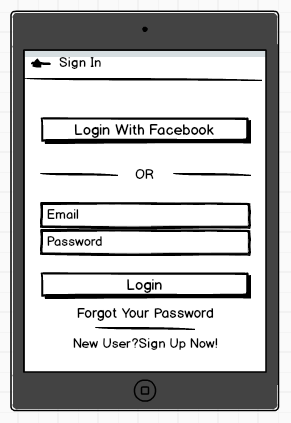 Sign In
Login With Facebook
OR
Email
Password
Login
Forgot Your Password
New User?Sign Up Now!